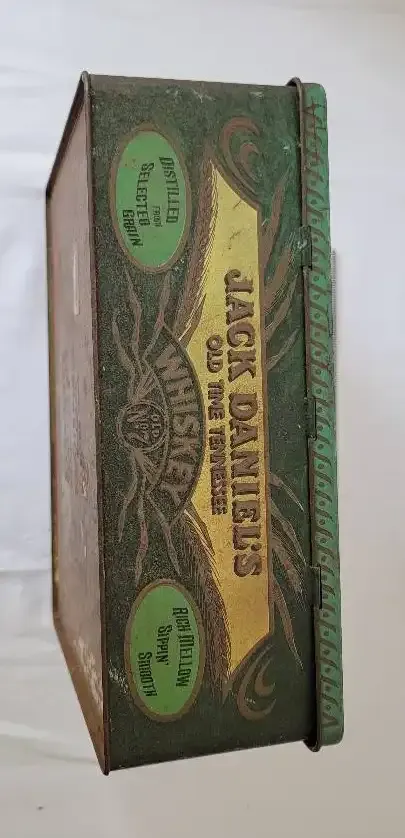 JACK DANIEL'S
OLD TIME TENNESSEE
WHISKEY
OLD
No 7
DISTILLED
FROM
SELECTED
GRAIN
RICH MELLOW
SIPPIN'
SMOOTH